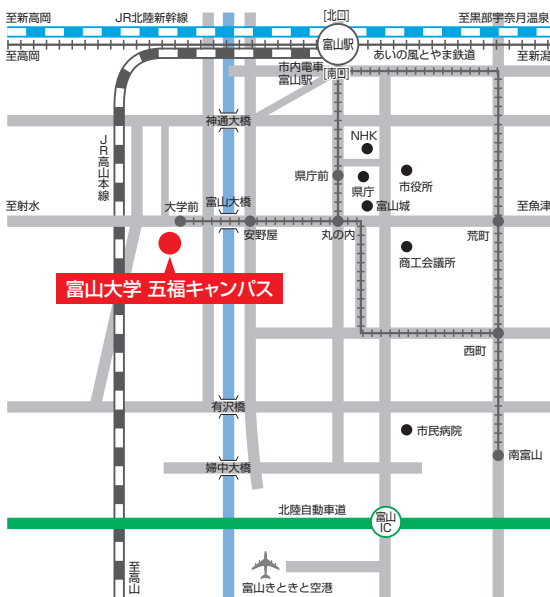 至新高岡
JR北陸新幹線
[北口]
至黒部宇奈月温泉
至高岡
富山駅
あいの風とやま鉄道
至新潟
市内電車
富山駅
[南口]
神通大橋
NHK
JR高山本線
県庁前
県庁
市役所
至射水
大学前
富山大橋
富山城
至魚津
安野屋
丸の内
荒町
商工会議所
富山大学 五福キャンパス
西町
有沢橋
市民病院
婦中大橋
南富山
北陸自動車道
富山
IC
至高山
富山きときと空港